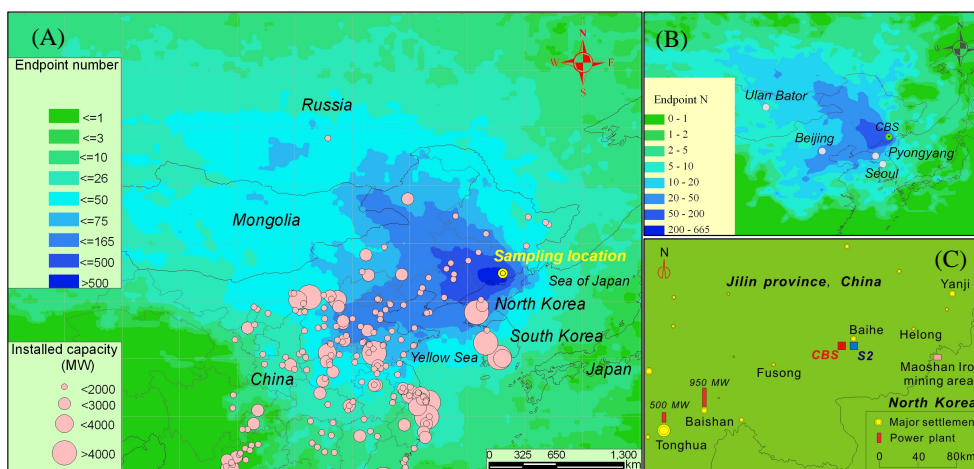 (A)
N
W
E
S
Endpoint number
<=1
<=3
<=10
<=26
<=50
<=75
<=165
<=500
>500
Russia
Mongolia
Sampling location
Sea of Japan
North Korea
South Korea
Yellow Sea
Japan
China
Installed capacity
(MW)
<2000
<3000
<4000
>4000
0 325 650 1,300
km
(B)
Endpoint N
0 - 1
1 - 2
2 - 5
5 - 10
10 - 20
20 - 50
50 - 200
200 - 665
Ulan Bator
CBS
Beijing
Pyongyang
Seoul
N
(C)
Jilin province, China
Yanji
Baihe
Helong
CBS
S2
Maoshan Iro
mining area
Fusong
950 MW
500 MW
Baishan
Tonghua
North Korea
Major settlement
Power plant
0 40 80km